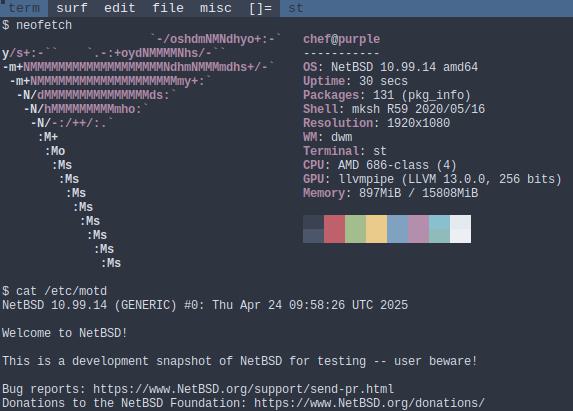 term surf edit file misc []= st
$ neofetch
`-/oshdmNMNdhyo+:-` chef@purple
y/s+:-`` `.-:+oydNMMMMNhs/-`` -----------
-m+NMMMMMMMMMMMMMMMMMMMNdhmNMMMmdhs+/-` OS: NetBSD 10.99.14 amd64
-m+NMMMMMMMMMMMMMMMMMMMMmy+:` Uptime: 30 secs
-N/dMMMMMMMMMMMMMMMds:` Packages: 131 (pkg_info)
-N/hMMMMMMMMMmho:` Shell: mksh R59 2020/05/16
-N/-:/++/:.` Resolution: 1920x1080
:M+ WM: dwm
:Mo Terminal: st
:Ms CPU: AMD 686-class (4)
:Ms GPU: llvmpipe (LLVM 13.0.0, 256 bits)
:Ms Memory: 897MiB / 15808MiB
:Ms
:Ms
:Ms
:Ms
:Ms
$ cat /etc/motd
NetBSD 10.99.14 (GENERIC) #0: Thu Apr 24 09:58:26 UTC 2025
Welcome to NetBSD!
This is a development snapshot of NetBSD for testing -- user beware!
Bug reports: https://www.NetBSD.org/support/send-pr.html
Donations to the NetBSD Foundation: https://www.NetBSD.org/donations/